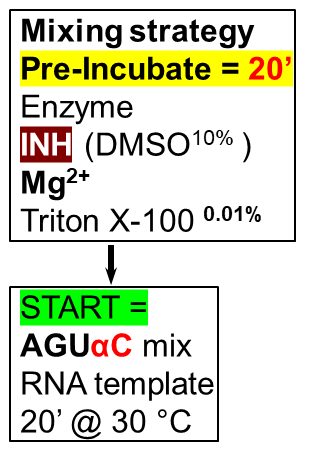 Mixing strategy
Pre-Incubate = 20’
Enzyme
INH (DMSO10% )
Mg2+
Triton X-100 0.01%
START =
AGUαC mix
RNA template
20’ @ 30 °C